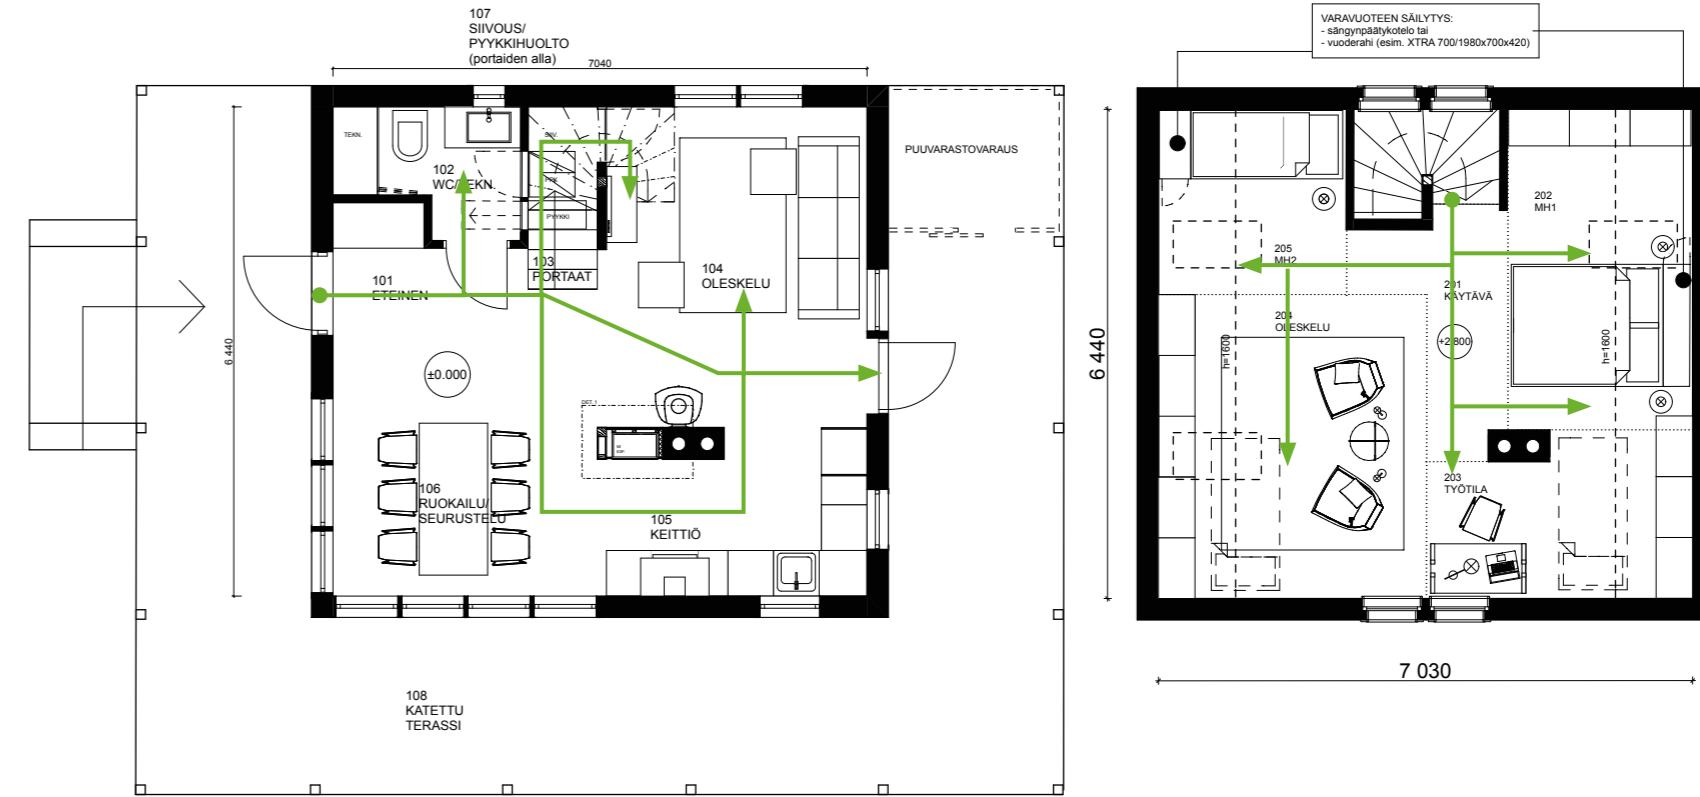 107
SIIVOUS/
PYYKKIHUOLTO
(portaiden alla)
7040
TEKN.
SIIV.
102
WC/TEKN.
PYYKKI
PUUVARASTOVARAUS
101
ETEINEN
103
PORTAAT
104
OLESKELU
6 440
±0.000
106
RUOKAILU/
SEURUSTELU
105
KEITTIÖ
108
KATETTU
TERASSI
VARAVUOTEEN SÄILYTYS:
- sängynpäätykotelo tai
- vuoderahi (esim. XTRA 700/1980x700x420)
202
MH1
205
MH2
201
KÄYTÄVÄ
204
OLESKELU
+2.800
h=1600
h=1600
6 440
203
TYÖTILA
7 030